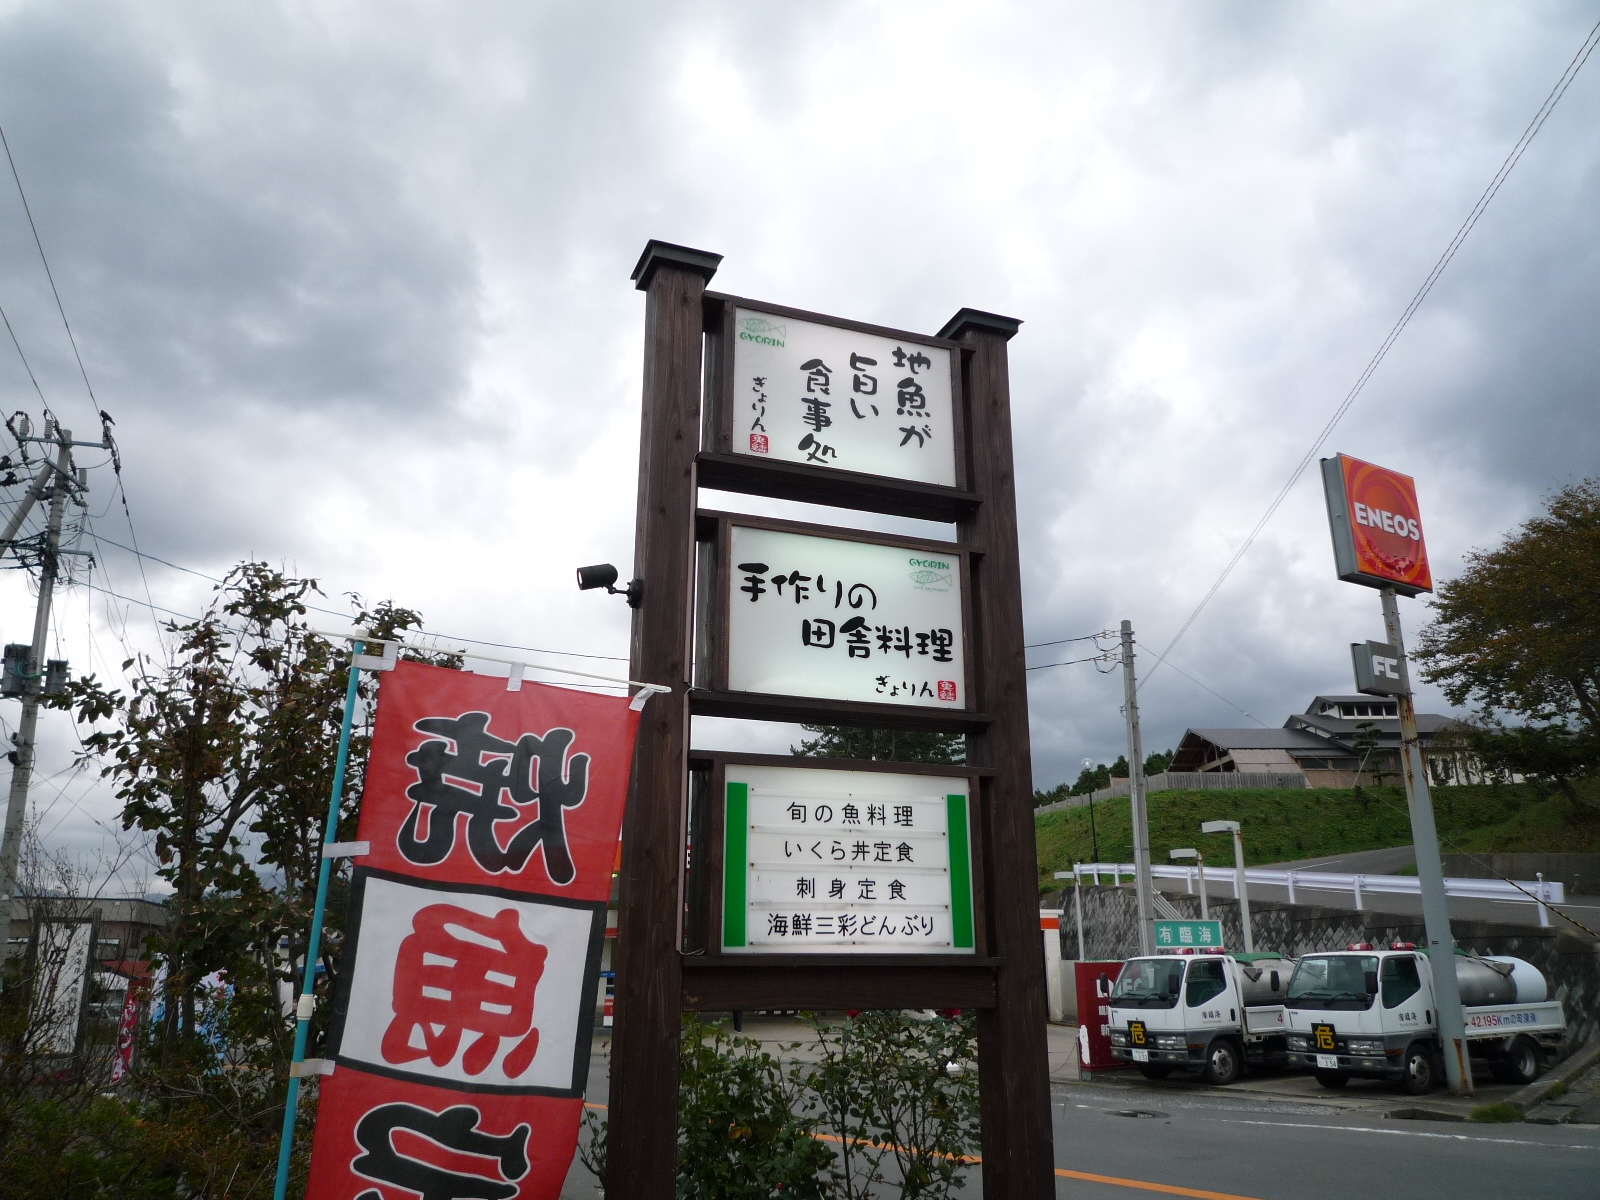 GYORIN
地魚が
旨い
食事処
ぎょりん
手作りの
田舎料理
GYORIN
ぎょりん
旬の魚料理
いくら丼定食
刺身定食
海鮮三彩どんぶり
焼
魚
定
ENEOS
FC
有臨海
危
危
42.195Kmの